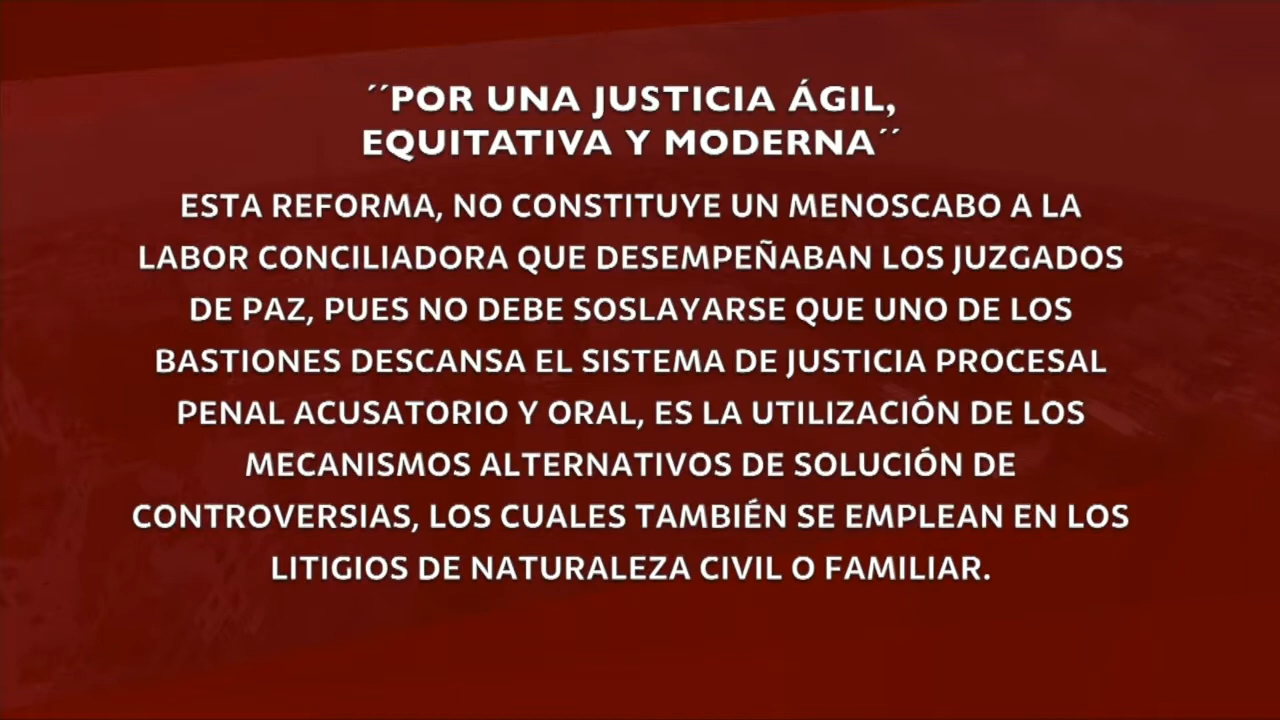 ´´POR UNA JUSTICIA ÁGIL,
EQUITATIVA Y MODERNA´´
ESTA REFORMA, NO CONSTITUYE UN MENOSCABO A LA
LABOR CONCILIADORA QUE DESEMPEÑABAN LOS JUZGADOS
DE PAZ, PUES NO DEBE SOSLAYARSE QUE UNO DE LOS
BASTIONES DESCANSA EL SISTEMA DE JUSTICIA PROCESAL
PENAL ACUSATORIO Y ORAL, ES LA UTILIZACIÓN DE LOS
MECANISMOS ALTERNATIVOS DE SOLUCIÓN DE
CONTROVERSIAS, LOS CUALES TAMBIÉN SE EMPLEAN EN LOS
LITIGIOS DE NATURALEZA CIVIL O FAMILIAR.